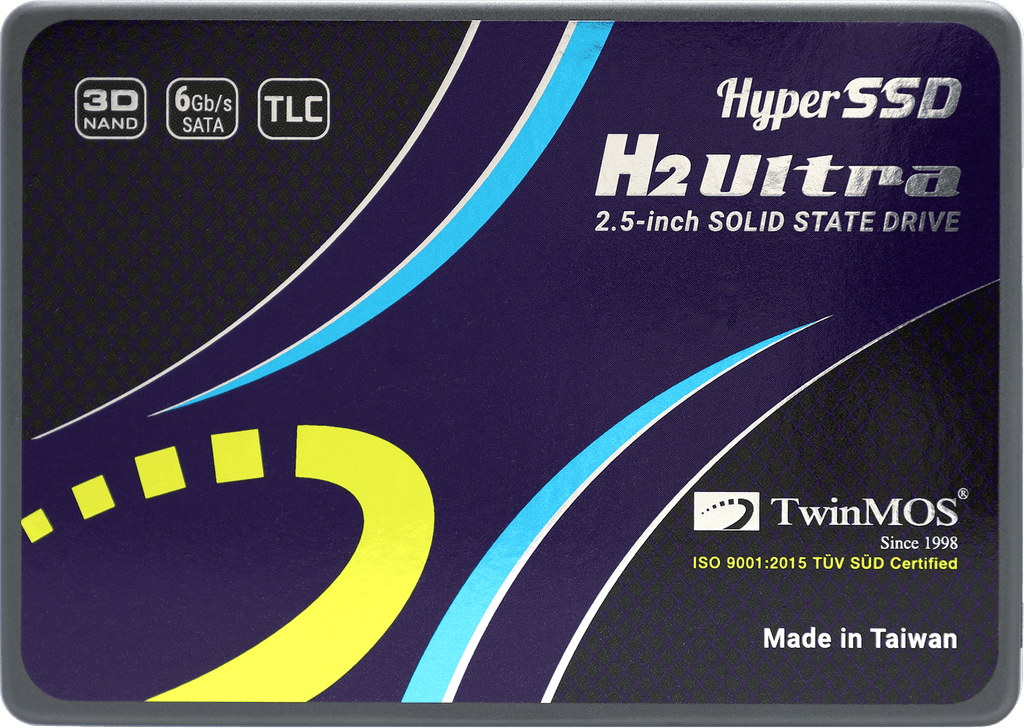 3D NAND
6Gb/s SATA
TLC
HyperSSD
H2 Ultra
2.5-inch SOLID STATE DRIVE
TwinMOS®
Since 1998
ISO 9001:2015 TÜV SÜD Certified
Made in Taiwan